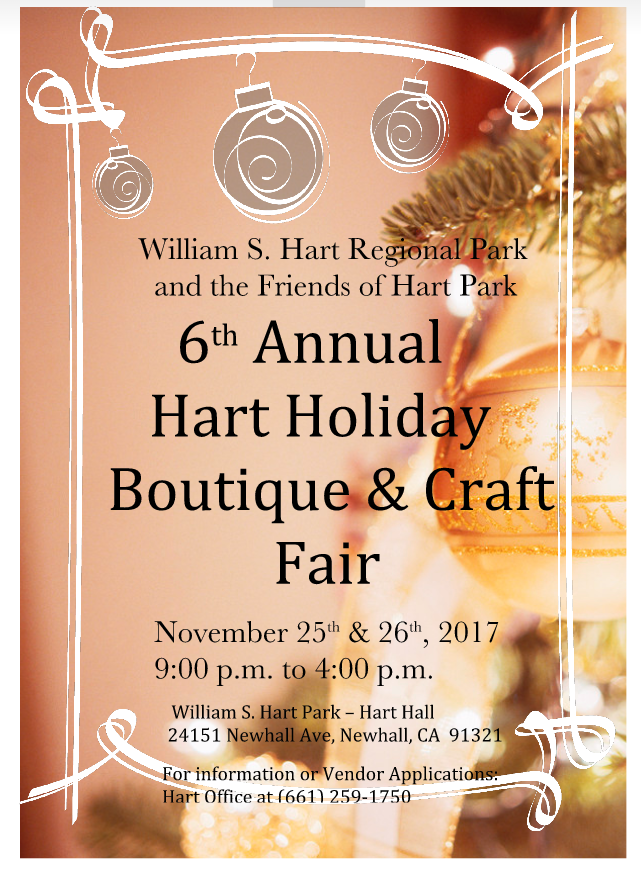 William S. Hart Regional Park
and the Friends of Hart Park
6th Annual
Hart Holiday
Boutique & Craft
Fair
November 25th & 26th, 2017
9:00 p.m. to 4:00 p.m.
William S. Hart Park – Hart Hall
24151 Newhall Ave, Newhall, CA 91321
For information or Vendor Applications:
Hart Office at (661) 259-1750